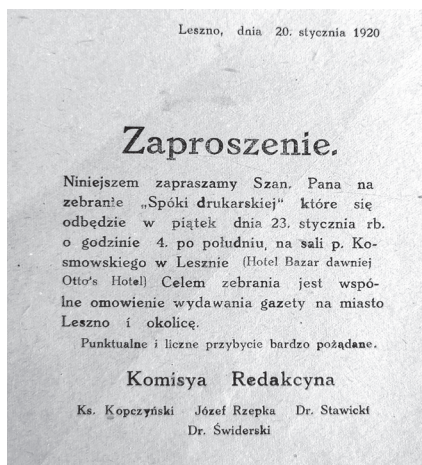 Leszno, dnia 20. stycznia 1920
Zaproszenie.
Niniejszem zapraszamy Szan. Pana na
zebranie „Spóki drukarskiej“ które się
odbędzie w piątek dnia 23. stycznia rb.
o godzinie 4. po południu, na sali p. Ko-
smowskiego w Lesznie (Hotel Bazar dawniej
Otto's Hotel) Celem zebrania jest wspó-
lne omowienie wydawania gazety na miasto
Leszno i okolicę.
Punktualne i liczne przybycie bardzo pożądane.
Komisya Redakcyna
Ks. Kopczyński Józef Rzepka Dr. Stawicki
Dr. Świderski